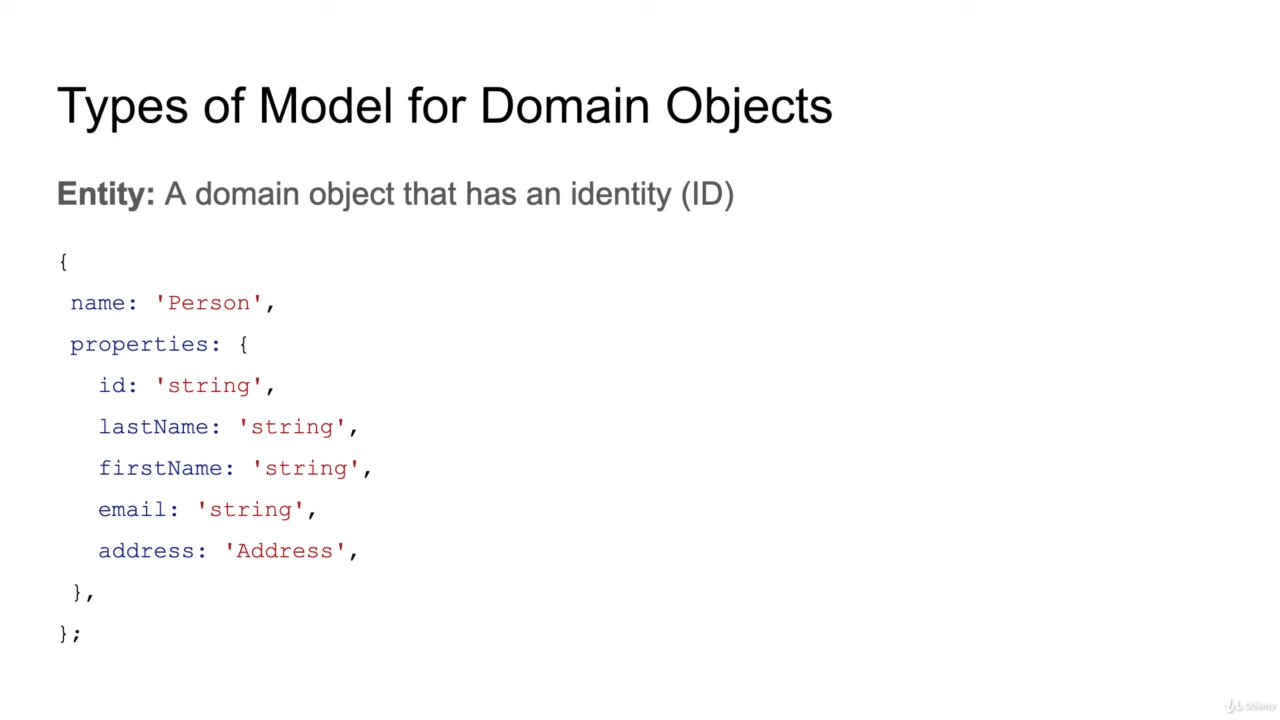 Types of Model for Domain Objects
Entity: A domain object that has an identity (ID)
{
name: 'Person',
properties: {
id: 'string',
lastName: 'string',
firstName: 'string',
email: 'string',
address: 'Address',
},
};
Udemy